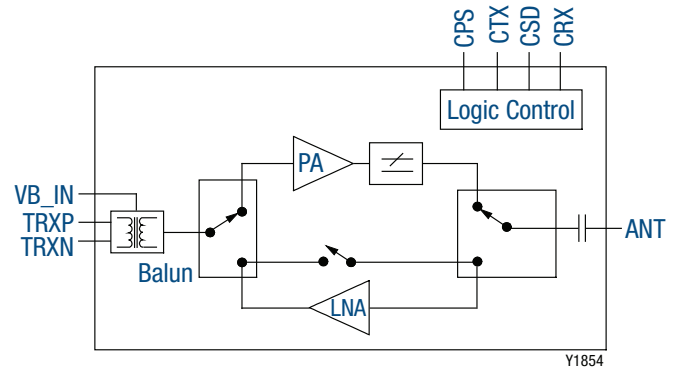 CPS
CTX
CSD
CRX
Logic Control
PA
VB_IN
TRXP
TRXN
ANT
Balun
LNA
Y1854